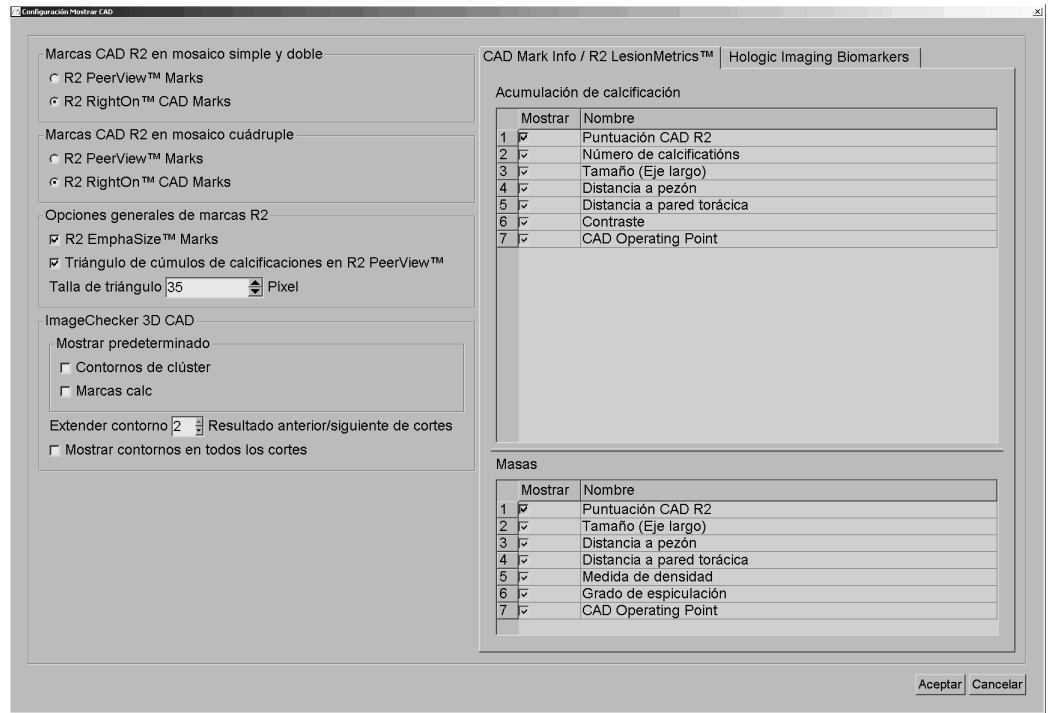 Configuración Mostrar CAD
Marcas CAD R2 en mosaico simple y doble
R2 PeerView™ Marks
R2 RightOn™ CAD Marks
Marcas CAD R2 en mosaico cuádruple
R2 PeerView™ Marks
R2 RightOn™ CAD Marks
Opciones generales de marcas R2
R2 EmphaSize™ Marks
Triángulo de cúmulos de calcificaciones en R2 PeerView™
Talla de triángulo 35 Píxel
ImageChecker 3D CAD
Mostrar predeterminado
Contornos de clúster
Marcas calc
Extender contorno 2 Resultado anterior/siguiente de cortes
Mostrar contornos en todos los cortes
CAD Mark Info / R2 LesionMetrics™ Hologic Imaging Biomarkers
Acumulación de calcificación
Mostrar Nombre
1 Puntuación CAD R2
2 Número de calcificatións
3 Tamaño (Eje largo)
4 Distancia a pezón
5 Distancia a pared torácica
6 Contraste
7 CAD Operating Point
Masas
Mostrar Nombre
1 Puntuación CAD R2
2 Tamaño (Eje largo)
3 Distancia a pezón
4 Distancia a pared torácica
5 Medida de densidad
6 Grado de espiculación
7 CAD Operating Point
Aceptar Cancelar